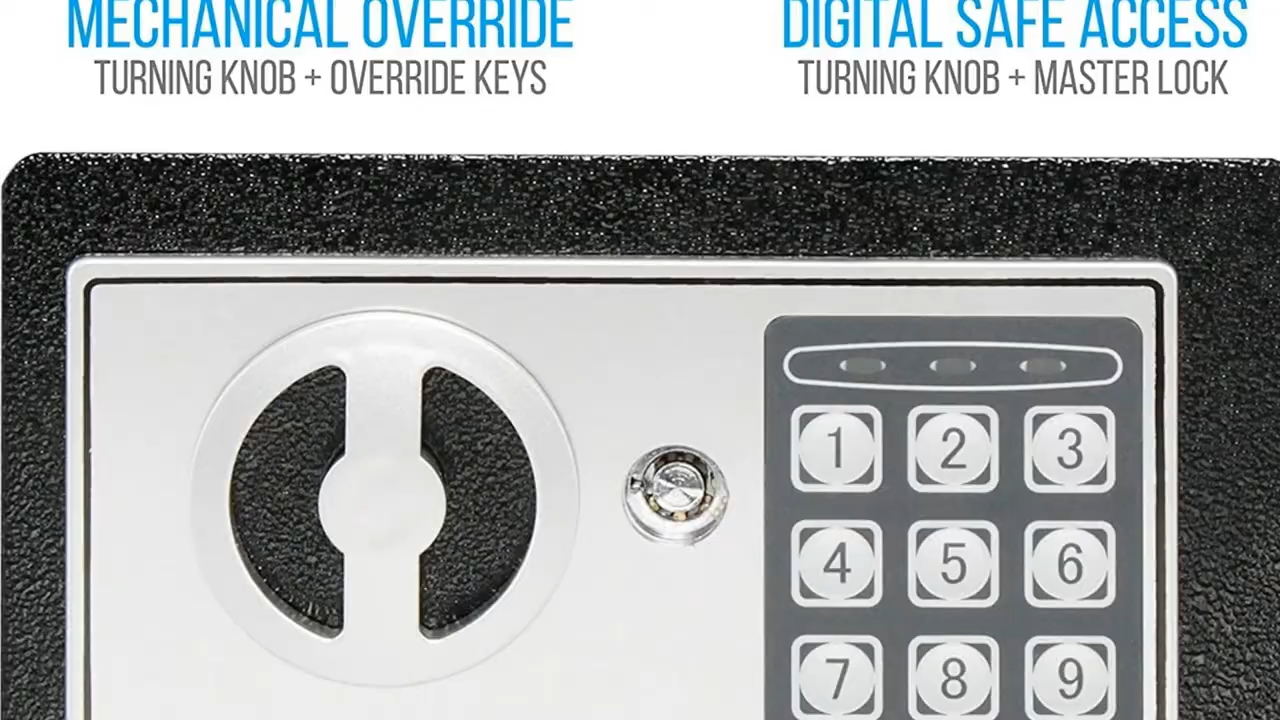 MECHANICAL OVERRIDE
TURNING KNOB + OVERRIDE KEYS
DIGITAL SAFE ACCESS
TURNING KNOB + MASTER LOCK
1 2 3
4 5 6
7 8 9